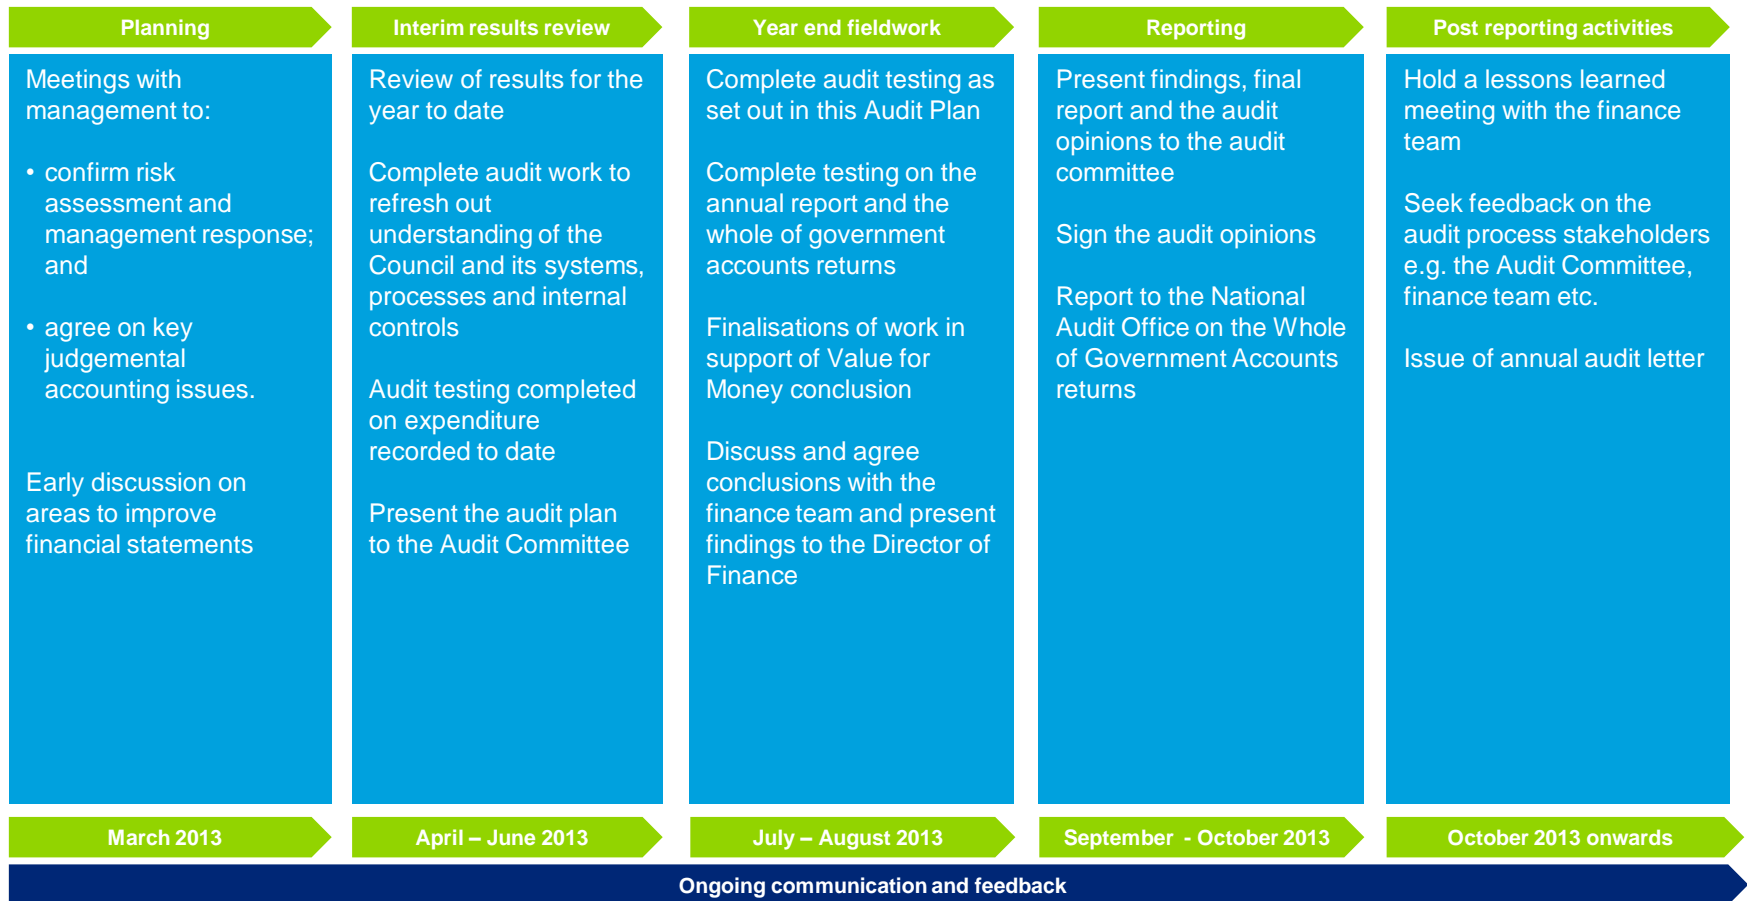 Planning
Meetings with
management to:
• confirm risk
assessment and
management response;
and
• agree on key
judgemental
accounting issues.
Early discussion on
areas to improve
financial statements
March 2013
Interim results review
Review of results for the
year to date
Complete audit work to
refresh out
understanding of the
Council and its systems,
processes and internal
controls
Audit testing completed
on expenditure
recorded to date
Present the audit plan
to the Audit Committee
April – June 2013
Year end fieldwork
Complete audit testing as
set out in this Audit Plan
Complete testing on the
annual report and the
whole of government
accounts returns
Finalisations of work in
support of Value for
Money conclusion
Discuss and agree
conclusions with the
finance team and present
findings to the Director of
Finance
July – August 2013
Reporting
Present findings, final
report and the audit
opinions to the audit
committee
Sign the audit opinions
Report to the National
Audit Office on the Whole
of Government Accounts
returns
September - October 2013
Post reporting activities
Hold a lessons learned
meeting with the finance
team
Seek feedback on the
audit process stakeholders
e.g. the Audit Committee,
finance team etc.
Issue of annual audit letter
October 2013 onwards
Ongoing communication and feedback